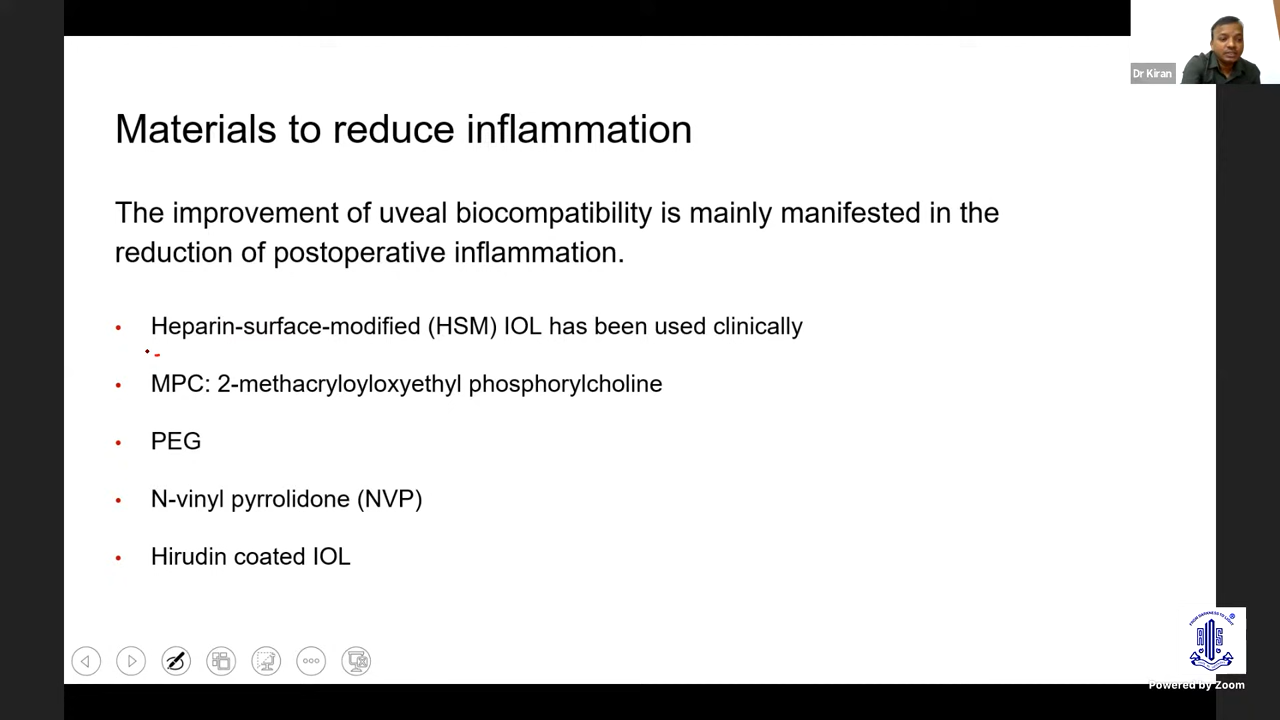 Dr Kiran
Materials to reduce inflammation
The improvement of uveal biocompatibility is mainly manifested in the
reduction of postoperative inflammation.
• Heparin-surface-modified (HSM) IOL has been used clinically
• MPC: 2-methacryloyloxyethyl phosphorylcholine
• PEG
• N-vinyl pyrrolidone (NVP)
• Hirudin coated IOL
Powered by Zoom